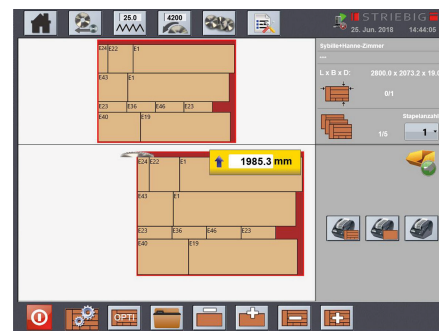 25.0
4200
STRIEBIG
25. Jun. 2018 14:44:05
Sybille+Hanne-Zimmer
---
L x B x D: 2800.0 x 2073.2 x 19.0
0/1
Stapelanzahl
1/5 1
E24 E22 E1
E43 E1
E23 E36 E46 E23
E40 E19
E24 E22 E1
1985.3 mm
E43 E1
E23 E36 E46 E23
E40 E19
OPTI